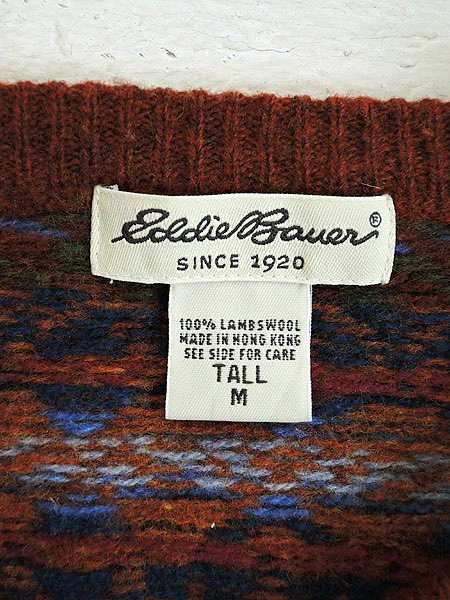 Eddie Bauer®
SINCE 1920
100% LAMBSWOOL
MADE IN HONG KONG
SEE SIDE FOR CARE
TALL
M